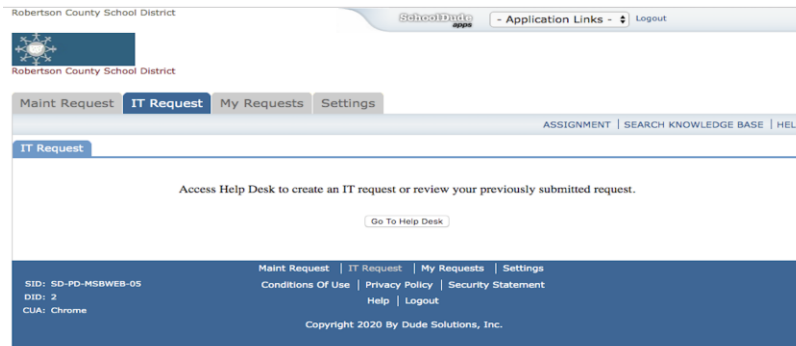 Robertson County School District
SchoolDude apps - Application Links - Logout
Robertson County School District
Maint Request IT Request My Requests Settings
ASSIGNMENT | SEARCH KNOWLEDGE BASE | HEL
IT Request
Access Help Desk to create an IT request or review your previously submitted request.
Go To Help Desk
Maint Request | IT Request | My Requests | Settings
SID: SD-PD-MSBWEB-05 Conditions Of Use | Privacy Policy | Security Statement
DID: 2 Help | Logout
CUA: Chrome
Copyright 2020 By Dude Solutions, Inc.